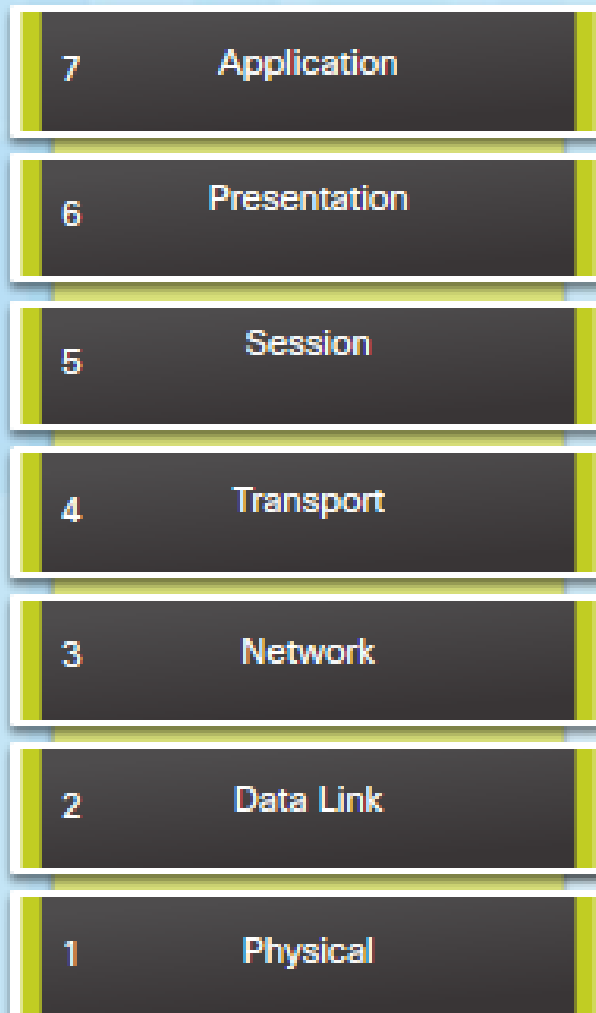 7 Application
6 Presentation
5 Session
4 Transport
3 Network
2 Data Link
1 Physical